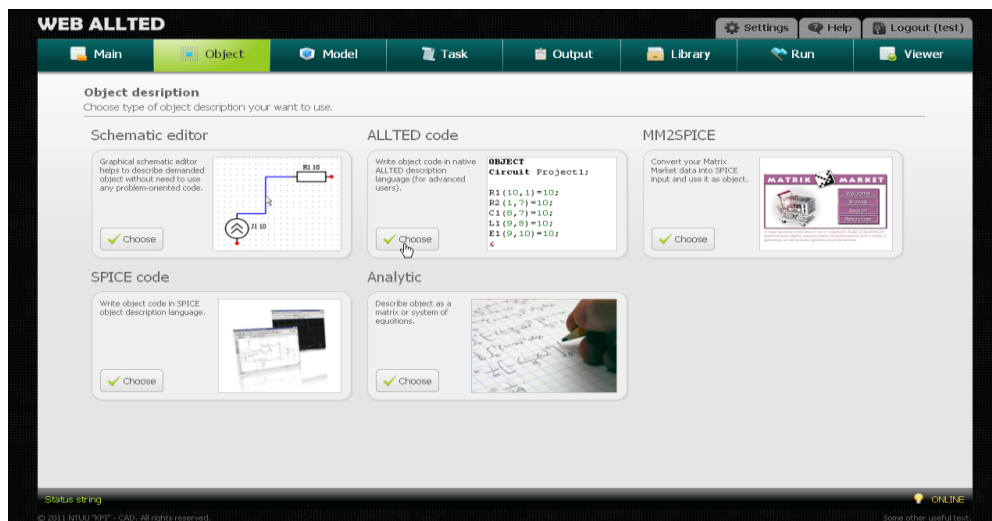 WEB ALLTED
Settings
Help
Logout (test)
Main
Object
Model
Task
Output
Library
Run
Viewer
Object desription
Choose type of object description your want to use.
Schematic editor
Graphical schematic editor
helps to describe demanded
object without need to use
any problem-oriented code.
R1 10
J1 10
Choose
ALLTED code
Write object code in native
ALLTED description
language (for advanced
users).
OBJECT
Circuit Project1;
R1(10,1)=10;
R2(1,7)=10;
C1(8,7)=10;
L1(9,8)=10;
E1(9,10)=10;
&
Choose
MM2SPICE
Convert your Matrix
Market data into SPICE
input and use it as object.
MATRIX MARKET
Welcome
Browse
Search
Resources
Choose
SPICE code
Write object code in SPICE
object description language.
Choose
Analytic
Describe object as a
matrix or system of
equotions.
Choose
Status string
ONLINE
© 2011 NTUU "KPI" - CAD. All rights reserved.
Some other useful text.